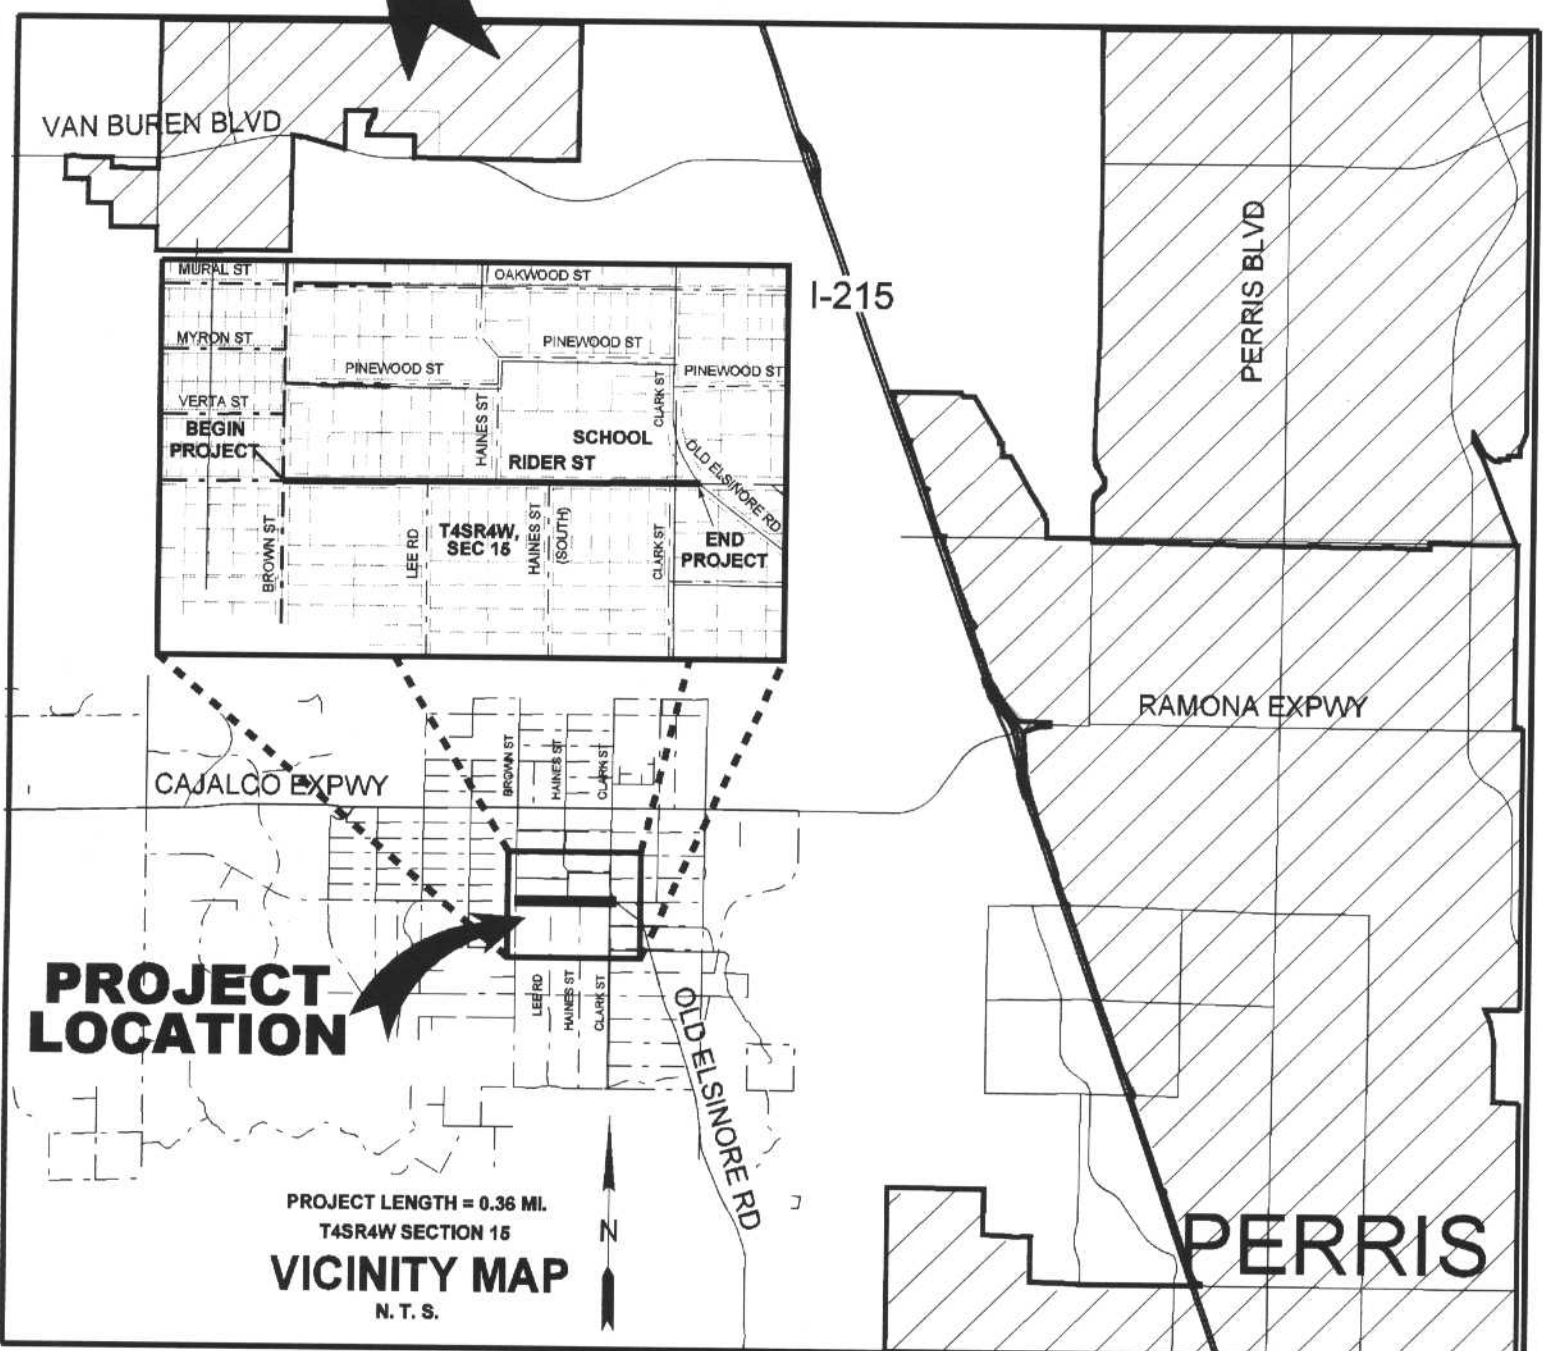 VAN BUREN BLVD
PERRIS BLVD
I-215
MURAL ST
OAKWOOD ST
MYRON ST
PINEWOOD ST
PINEWOOD ST
PINEWOOD ST
VERTA ST
HAINES ST
CLARK ST
BEGIN
PROJECT
SCHOOL
RIDER ST
OLD ELSINORE RD
BROWN ST
LEE RD
T4SR4W,
SEC 15
HAINES ST
(SOUTH)
CLARK ST
END
PROJECT
RAMONA EXPWY
CAJALCO EXPWY
BROWN ST
HAINES ST
CLARK ST
PROJECT
LOCATION
LEE RD
HAINES ST
CLARK ST
OLD ELSINORE RD
PROJECT LENGTH = 0.36 MI.
T4SR4W SECTION 15
VICINITY MAP
N. T. S.
N
PERRIS